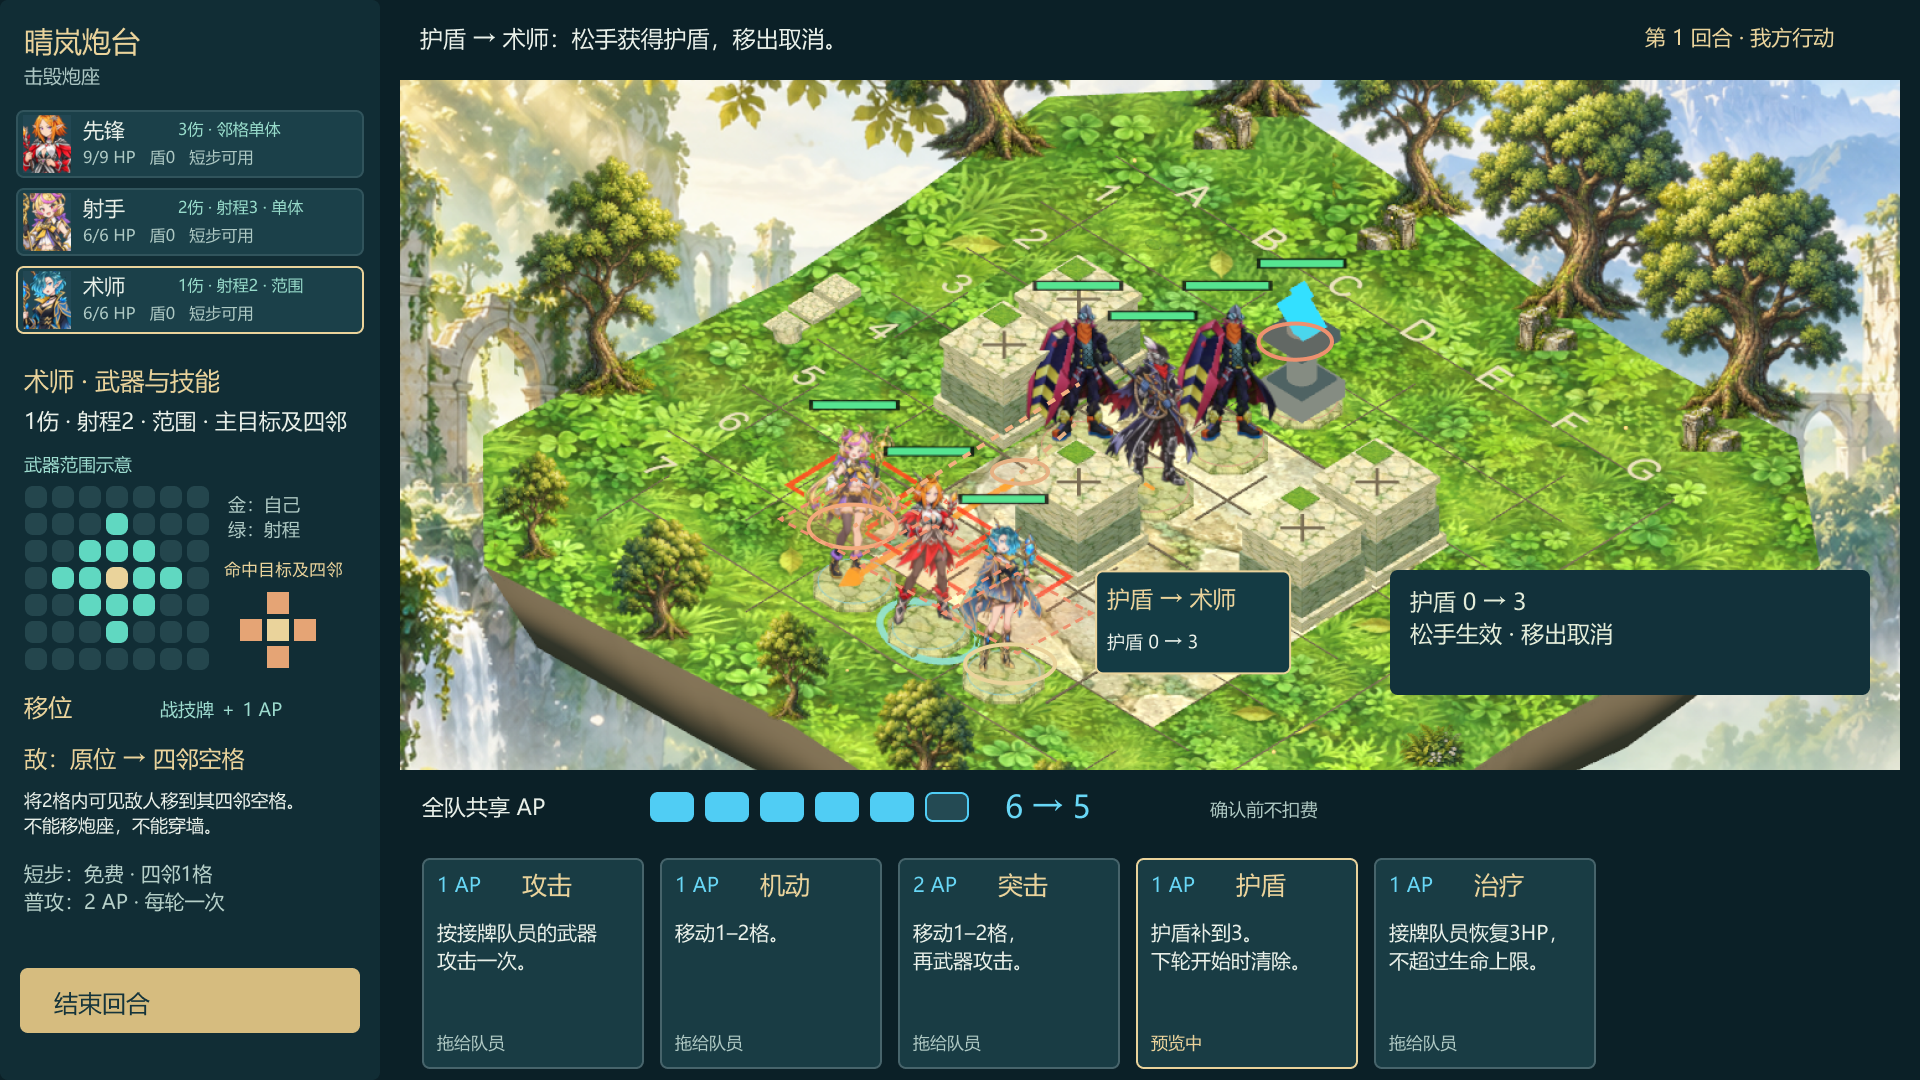 晴岚炮台
击毁炮座
护盾 → 术师：松手获得护盾，移出取消。
第 1 回合 · 我方行动
先锋
3伤 · 邻格单体
9/9 HP 盾0 短步可用
射手
2伤 · 射程3 · 单体
6/6 HP 盾0 短步可用
术师
1伤 · 射程2 · 范围
6/6 HP 盾0 短步可用
术师 · 武器与技能
1伤 · 射程2 · 范围 · 主目标及四邻
武器范围示意
金：自己
绿：射程
命中目标及四邻
移位
战技牌 + 1 AP
敌：原位 → 四邻空格
将2格内可见敌人移到其四邻空格。
不能移炮座，不能穿墙。
短步：免费 · 四邻1格
普攻：2 AP · 每轮一次
结束回合
1
2
3
4
5
6
7
A
B
C
D
E
F
G
护盾 → 术师
护盾 0 → 3
护盾 0 → 3
松手生效 · 移出取消
全队共享 AP
6 → 5
确认前不扣费
1 AP 攻击
按接牌队员的武器
攻击一次。
拖给队员
1 AP 机动
移动1–2格。
拖给队员
2 AP 突击
移动1–2格，
再武器攻击。
拖给队员
1 AP 护盾
护盾补到3。
下轮开始时清除。
预览中
1 AP 治疗
接牌队员恢复3HP，
不超过生命上限。
拖给队员